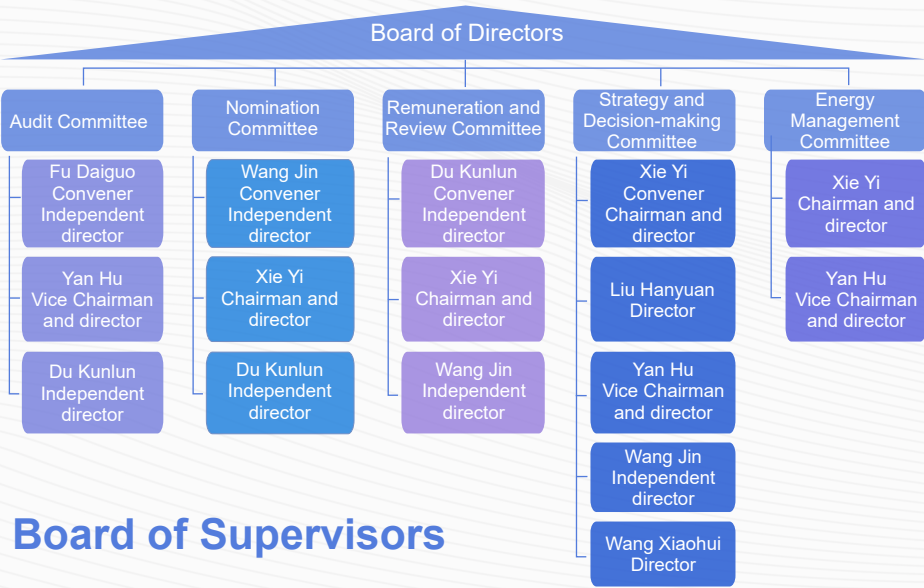 Board of Directors
Audit Committee
Nomination
Committee
Remuneration and
Review Committee
Strategy and
Decision-making
Committee
Energy
Management
Committee
Fu Daiguo
Convener
Independent
director
Yan Hu
Vice Chairman
and director
Du Kunlun
Independent
director
Wang Jin
Convener
Independent
director
Xie Yi
Chairman and
director
Du Kunlun
Independent
director
Du Kunlun
Convener
Independent
director
Xie Yi
Chairman and
director
Wang Jin
Independent
director
Xie Yi
Convener
Chairman and
director
Liu Hanyuan
Director
Yan Hu
Vice Chairman
and director
Wang Jin
Independent
director
Wang Xiaohui
Director
Xie Yi
Chairman and
director
Yan Hu
Vice Chairman
and director
Board of Supervisors